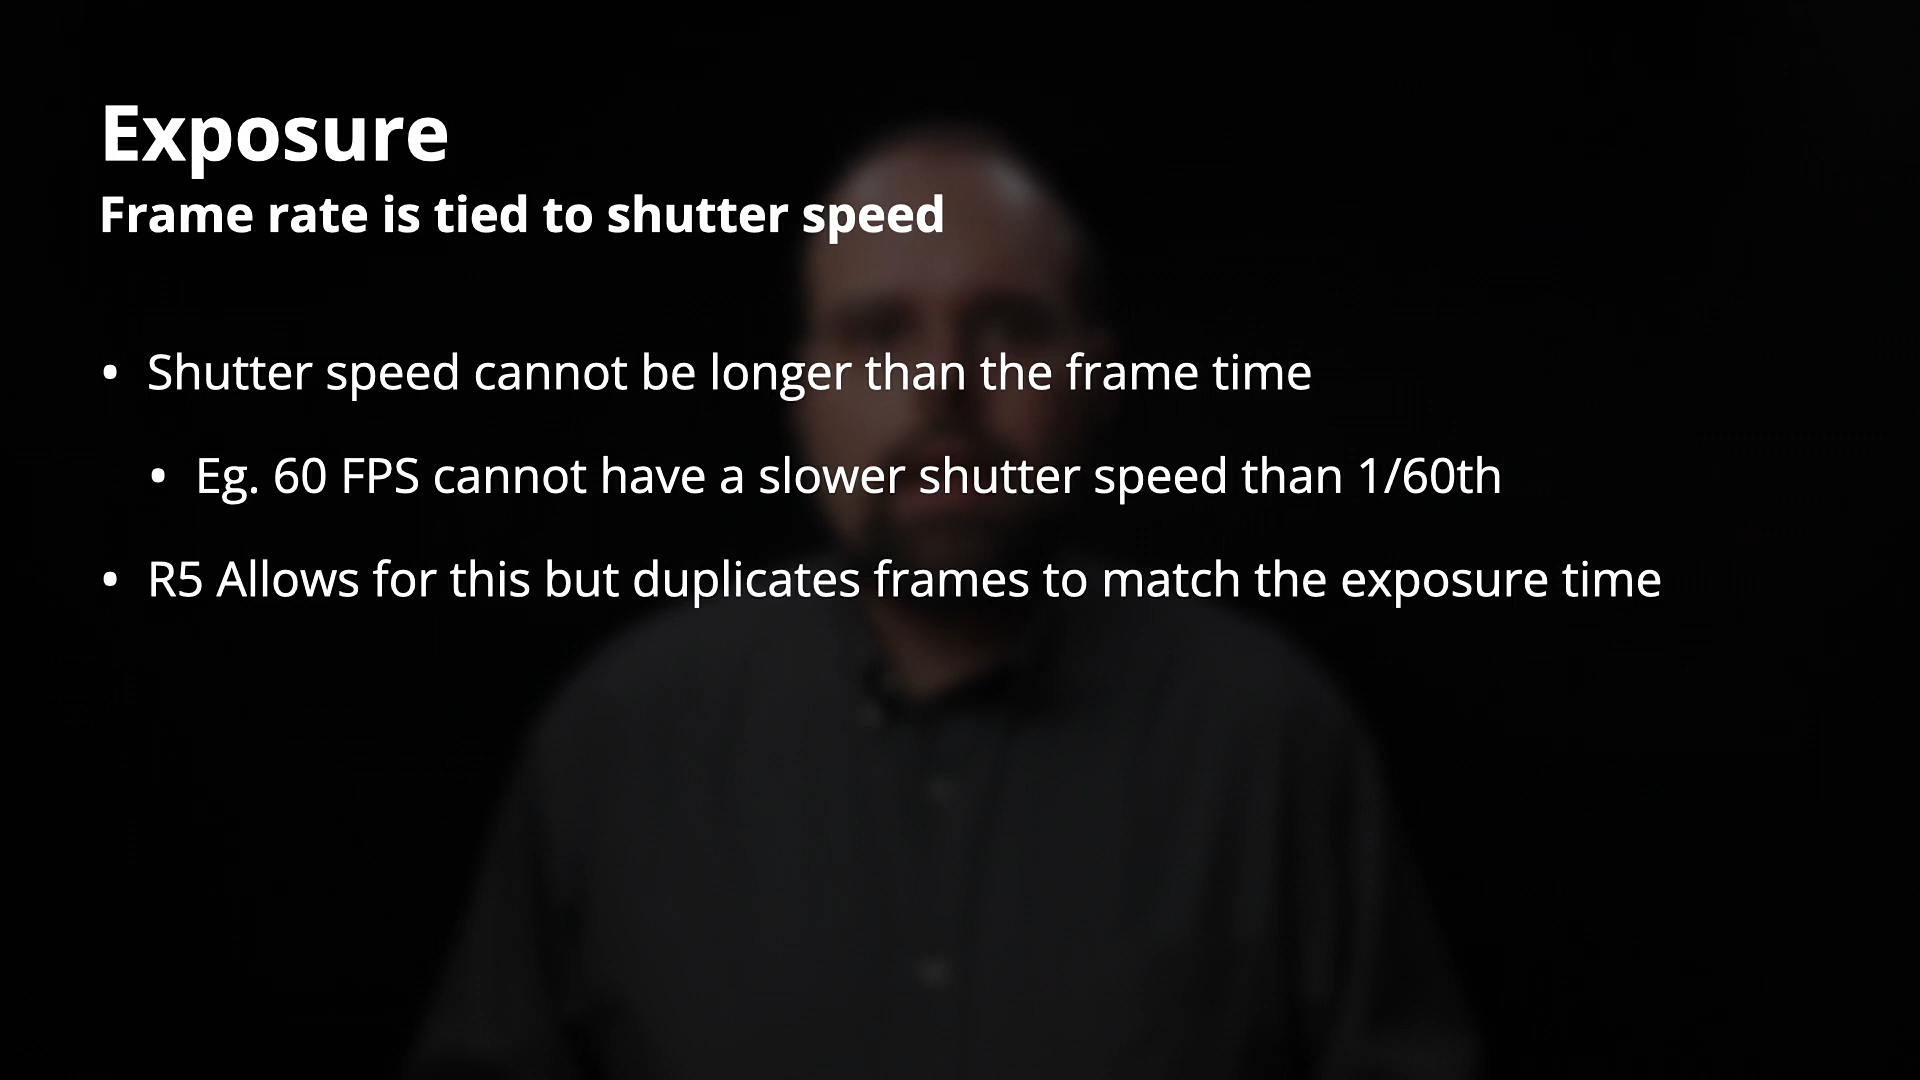 Exposure
Frame rate is tied to shutter speed
• Shutter speed cannot be longer than the frame time
• Eg. 60 FPS cannot have a slower shutter speed than 1/60th
• R5 Allows for this but duplicates frames to match the exposure time